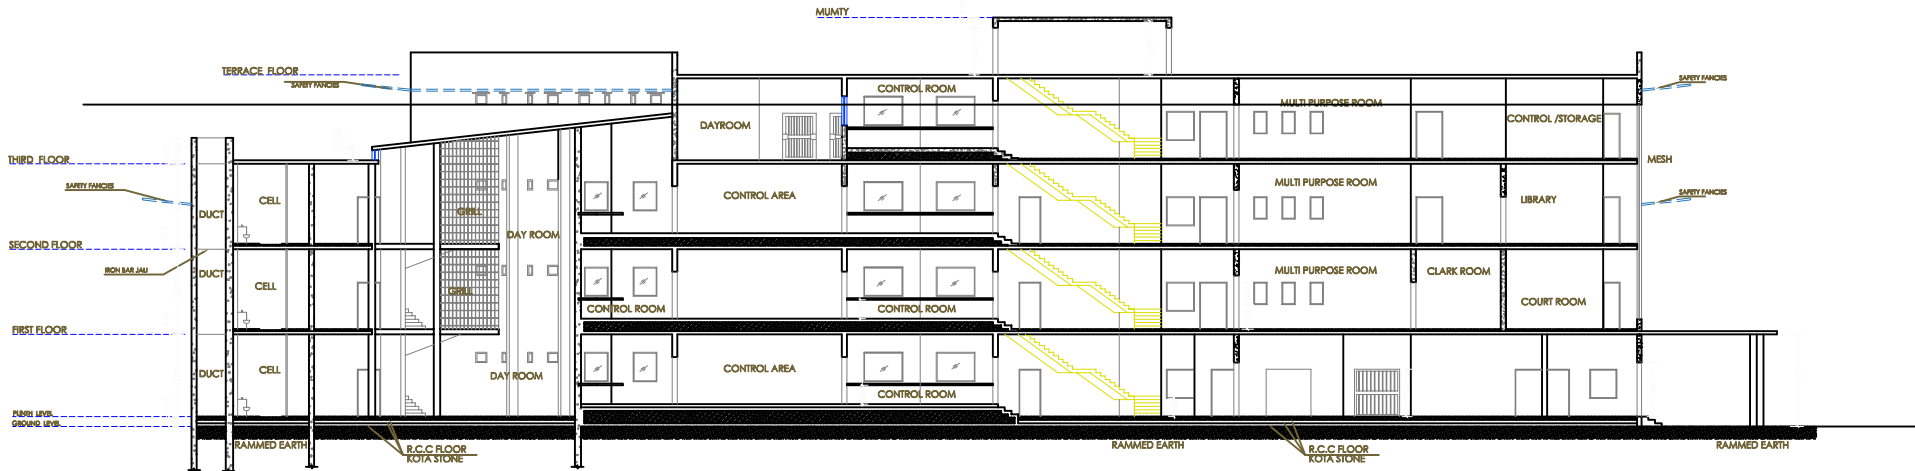 MUMTY
TERRACE FLOOR
SAFETY FANCIES
CONTROL ROOM
SAFETY FANCIES
MULTI PURPOSE ROOM
DAYROOM
CONTROL /STORAGE
THIRD FLOOR
MESH
SAFETY FANCIES
CELL
CONTROL AREA
MULTI PURPOSE ROOM
LIBRARY
SAFETY FANCIES
DUCT
GRILL
DAY ROOM
SECOND FLOOR
IRON BAR JALI
DUCT
CELL
GRILL
MULTI PURPOSE ROOM
CLARK ROOM
CONTROL ROOM
CONTROL ROOM
COURT ROOM
FIRST FLOOR
DUCT
CELL
DAY ROOM
CONTROL AREA
CONTROL ROOM
PLINTH LEVEL
GROUND LEVEL
RAMMED EARTH
R.C.C FLOOR
KOTA STONE
RAMMED EARTH
R.C.C FLOOR
KOTA STONE
RAMMED EARTH